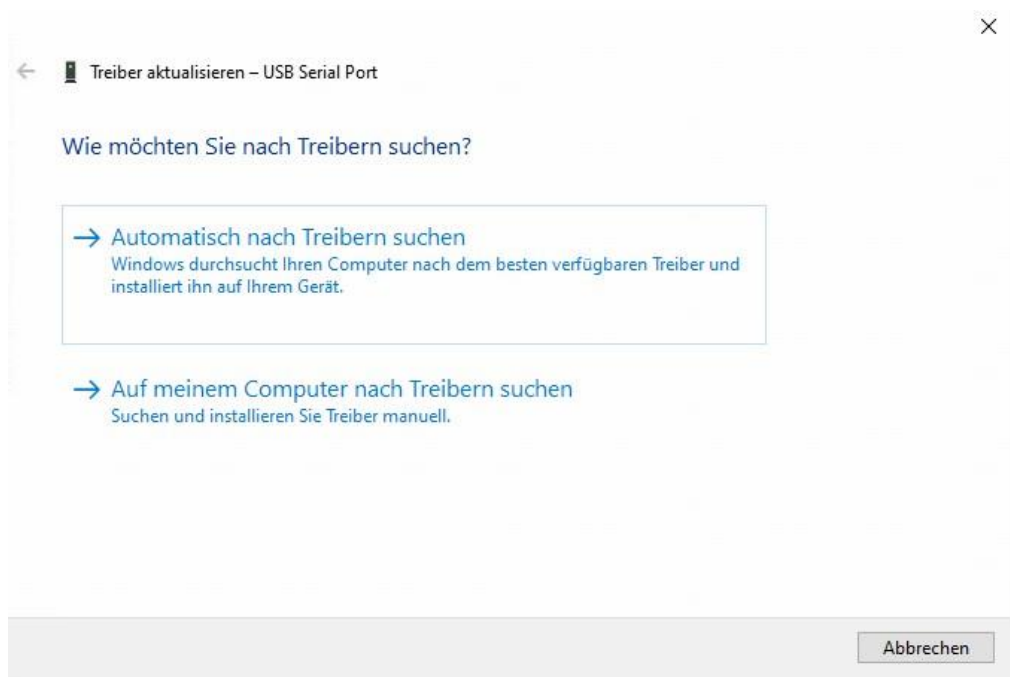 Treiber aktualisieren – USB Serial Port
Wie möchten Sie nach Treibern suchen?
Automatisch nach Treibern suchen
Windows durchsucht Ihren Computer nach dem besten verfügbaren Treiber und
installiert ihn auf Ihrem Gerät.
Auf meinem Computer nach Treibern suchen
Suchen und installieren Sie Treiber manuell.
Abbrechen